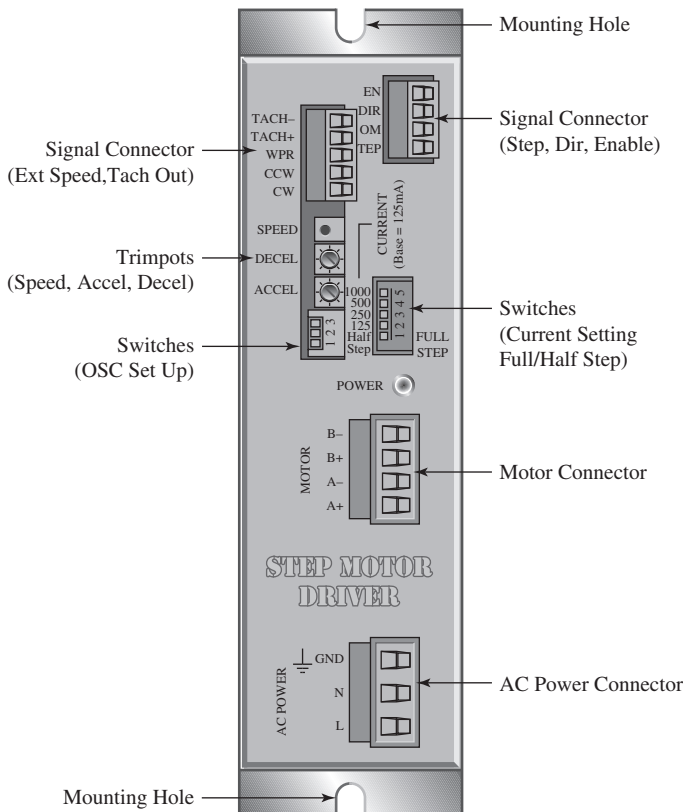 Mounting Hole
EN
DIR
OM
TEP
Signal Connector
(Step, Dir, Enable)
TACH–
TACH+
WPR
CCW
CW
Signal Connector
(Ext Speed,Tach Out)
CURRENT
(Base = 125mA)
SPEED
DECEL
ACCEL
Trimpots
(Speed, Accel, Decel)
1000
500
250
125
Half
Step
1 2 3 4 5
FULL
STEP
Switches
(Current Setting
Full/Half Step)
1 2 3
Switches
(OSC Set Up)
POWER
B–
B+
A–
A+
MOTOR
Motor Connector
STEP MOTOR
DRIVER
GND
N
L
AC POWER
AC Power Connector
Mounting Hole